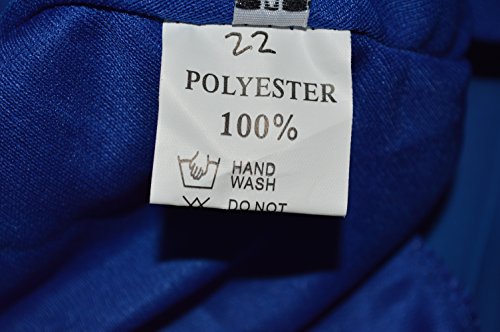 22
POLYESTER
100%
HAND
WASH
DO NOT